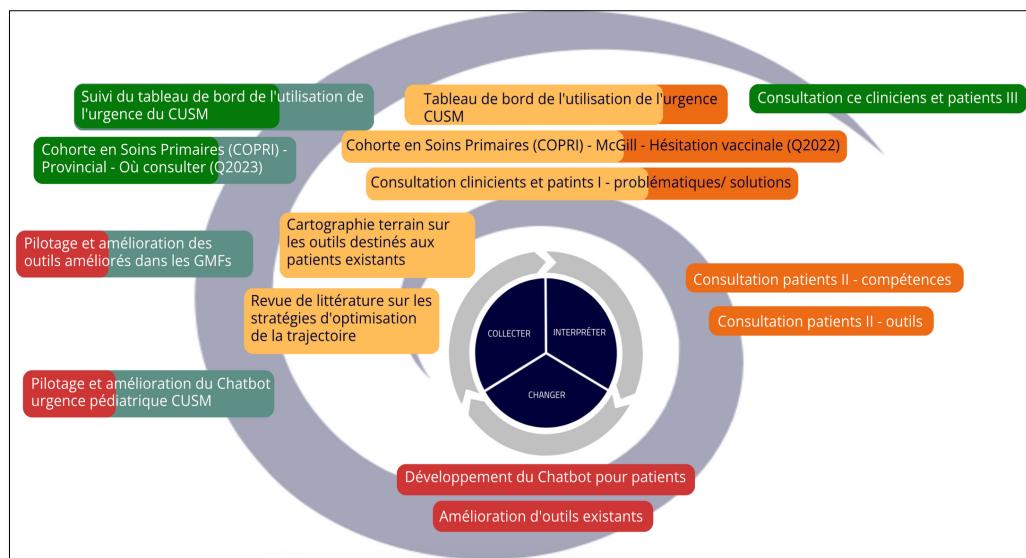 Suivi du tableau de bord de l'utilisation de
l'urgence du CUSM
Tableau de bord de l'utilisation de l'urgence
CUSM
Consultation ce cliniciens et patients III
Cohorte en Soins Primaires (COPRI) -
Provincial - Où consulter (Q2023)
Cohorte en Soins Primaires (COPRI) - McGill - Hésitation vaccinale (Q2022)
Consultation clinicients et patints I - problématiques/ solutions
Cartographie terrain sur
les outils destinés aux
patients existants
Pilotage et amélioration des
outils améliorés dans les GMFs
Revue de littérature sur les
stratégies d'optimisation
de la trajectoire
Consultation patients II - compétences
Consultation patients II - outils
COLLECTER
INTERPRÉTER
CHANGER
Pilotage et amélioration du Chatbot
urgence pédiatrique CUSM
Développement du Chatbot pour patients
Amélioration d'outils existants